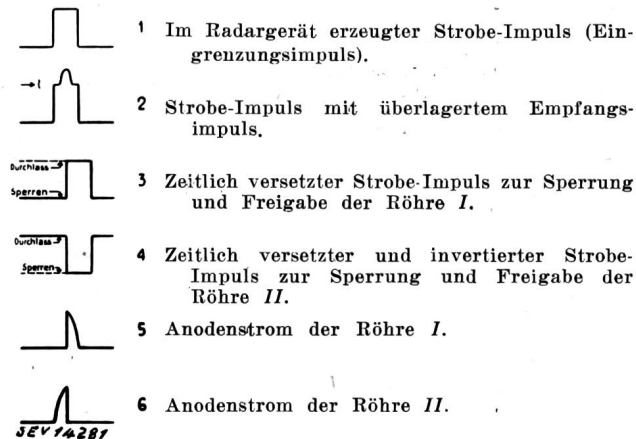 1 Im Radargerät erzeugter Strobe-Impuls (Ein-
grenzungsimpuls).
→ t
2 Strobe-Impuls mit überlagertem Empfangs-
impuls.
Durchlass
Sperren
3 Zeitlich versetzter Strobe-Impuls zur Sperrung
und Freigabe der Röhre I.
Durchlass
Sperren
4 Zeitlich versetzter und invertierter Strobe-
Impuls zur Sperrung und Freigabe der
Röhre II.
5 Anodenstrom der Röhre I.
6 Anodenstrom der Röhre II.
SEV 14281